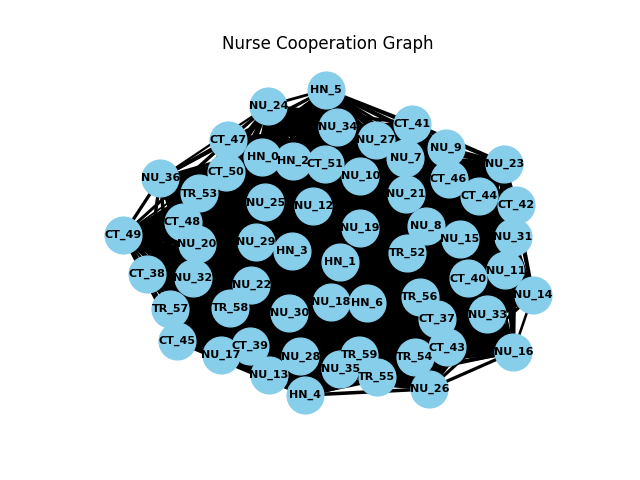 Nurse Cooperation Graph
HN_5
NU_24
CT_41
NU_34
CT_47
NU_27
NU_9
HN_0
HN_2
CT_51
NU_7
NU_23
CT_50
NU_10
NU_36
CT_46
TR_53
NU_21
CT_44
NU_25
NU_12
CT_42
CT_48
NU_8
NU_19
CT_49
NU_31
NU_15
NU_20
NU_29
HN_3
TR_52
HN_1
NU_11
CT_38
NU_32
CT_40
NU_22
NU_14
TR_56
NU_18
HN_6
TR_57
TR_58
NU_30
NU_33
CT_37
CT_45
CT_39
CT_43
NU_16
NU_17
NU_28
TR_59
TR_54
NU_35
NU_13
TR_55
NU_26
HN_4